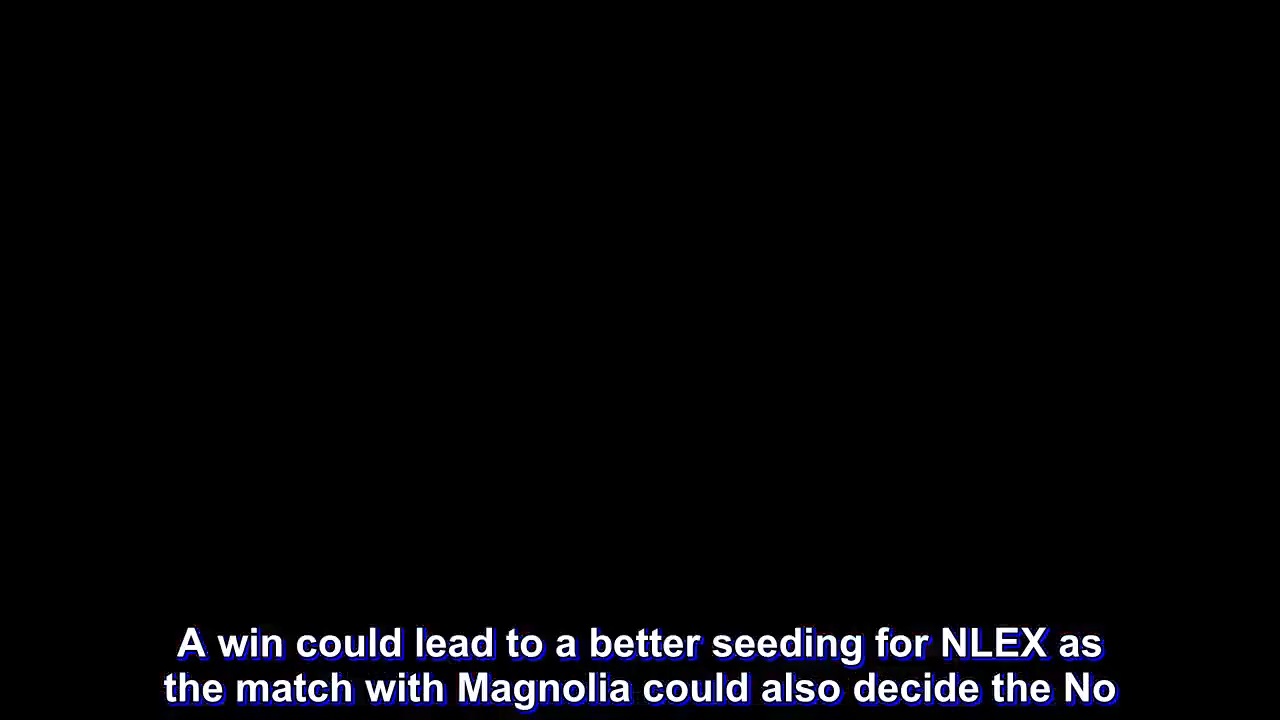 A win could lead to a better seeding for NLEX as
the match with Magnolia could also decide the No